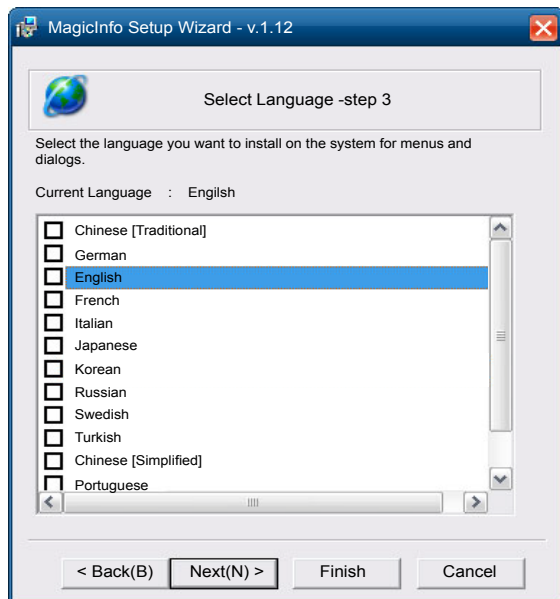 MagicInfo Setup Wizard - v.1.12
Select Language -step 3
Select the language you want to install on the system for menus and
dialogs.
Current Language : Engilsh
Chinese [Traditional]
German
English
French
Italian
Japanese
Korean
Russian
Swedish
Turkish
Chinese [Simplified]
Portuguese
< Back(B) Next(N) > Finish Cancel